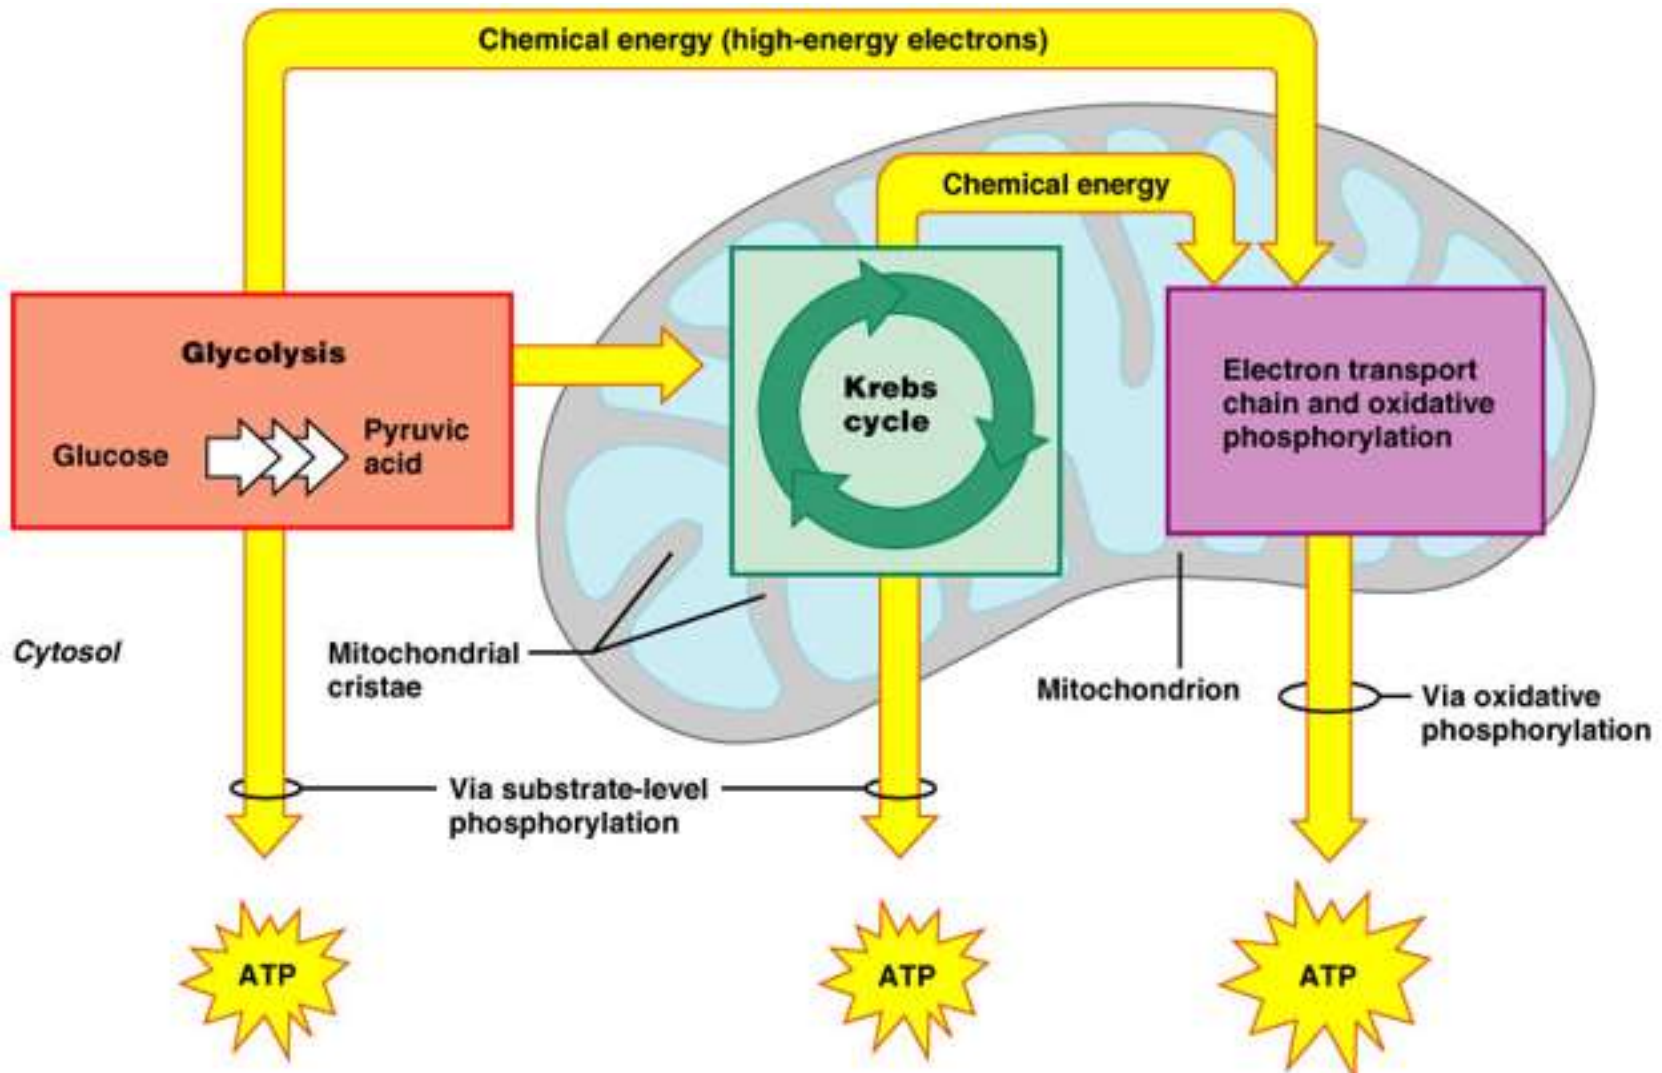 Chemical energy (high-energy electrons)
Chemical energy
Glycolysis
Glucose
Pyruvic
acid
Krebs
cycle
Electron transport
chain and oxidative
phosphorylation
Cytosol
Mitochondrial
cristae
Mitochondrion
Via oxidative
phosphorylation
Via substrate-level
phosphorylation
ATP
ATP
ATP